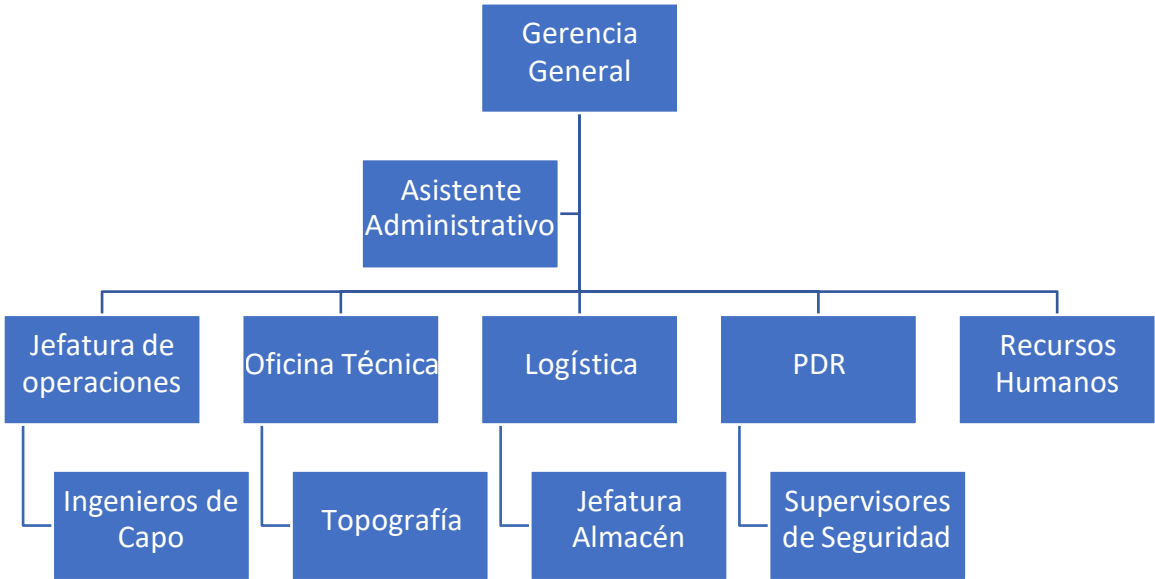 Gerencia
General
Asistente
Administrativo
Jefatura de
operaciones
Oficina Técnica
Logística
PDR
Recursos
Humanos
Ingenieros de
Capo
Topografía
Jefatura
Almacén
Supervisores
de Seguridad